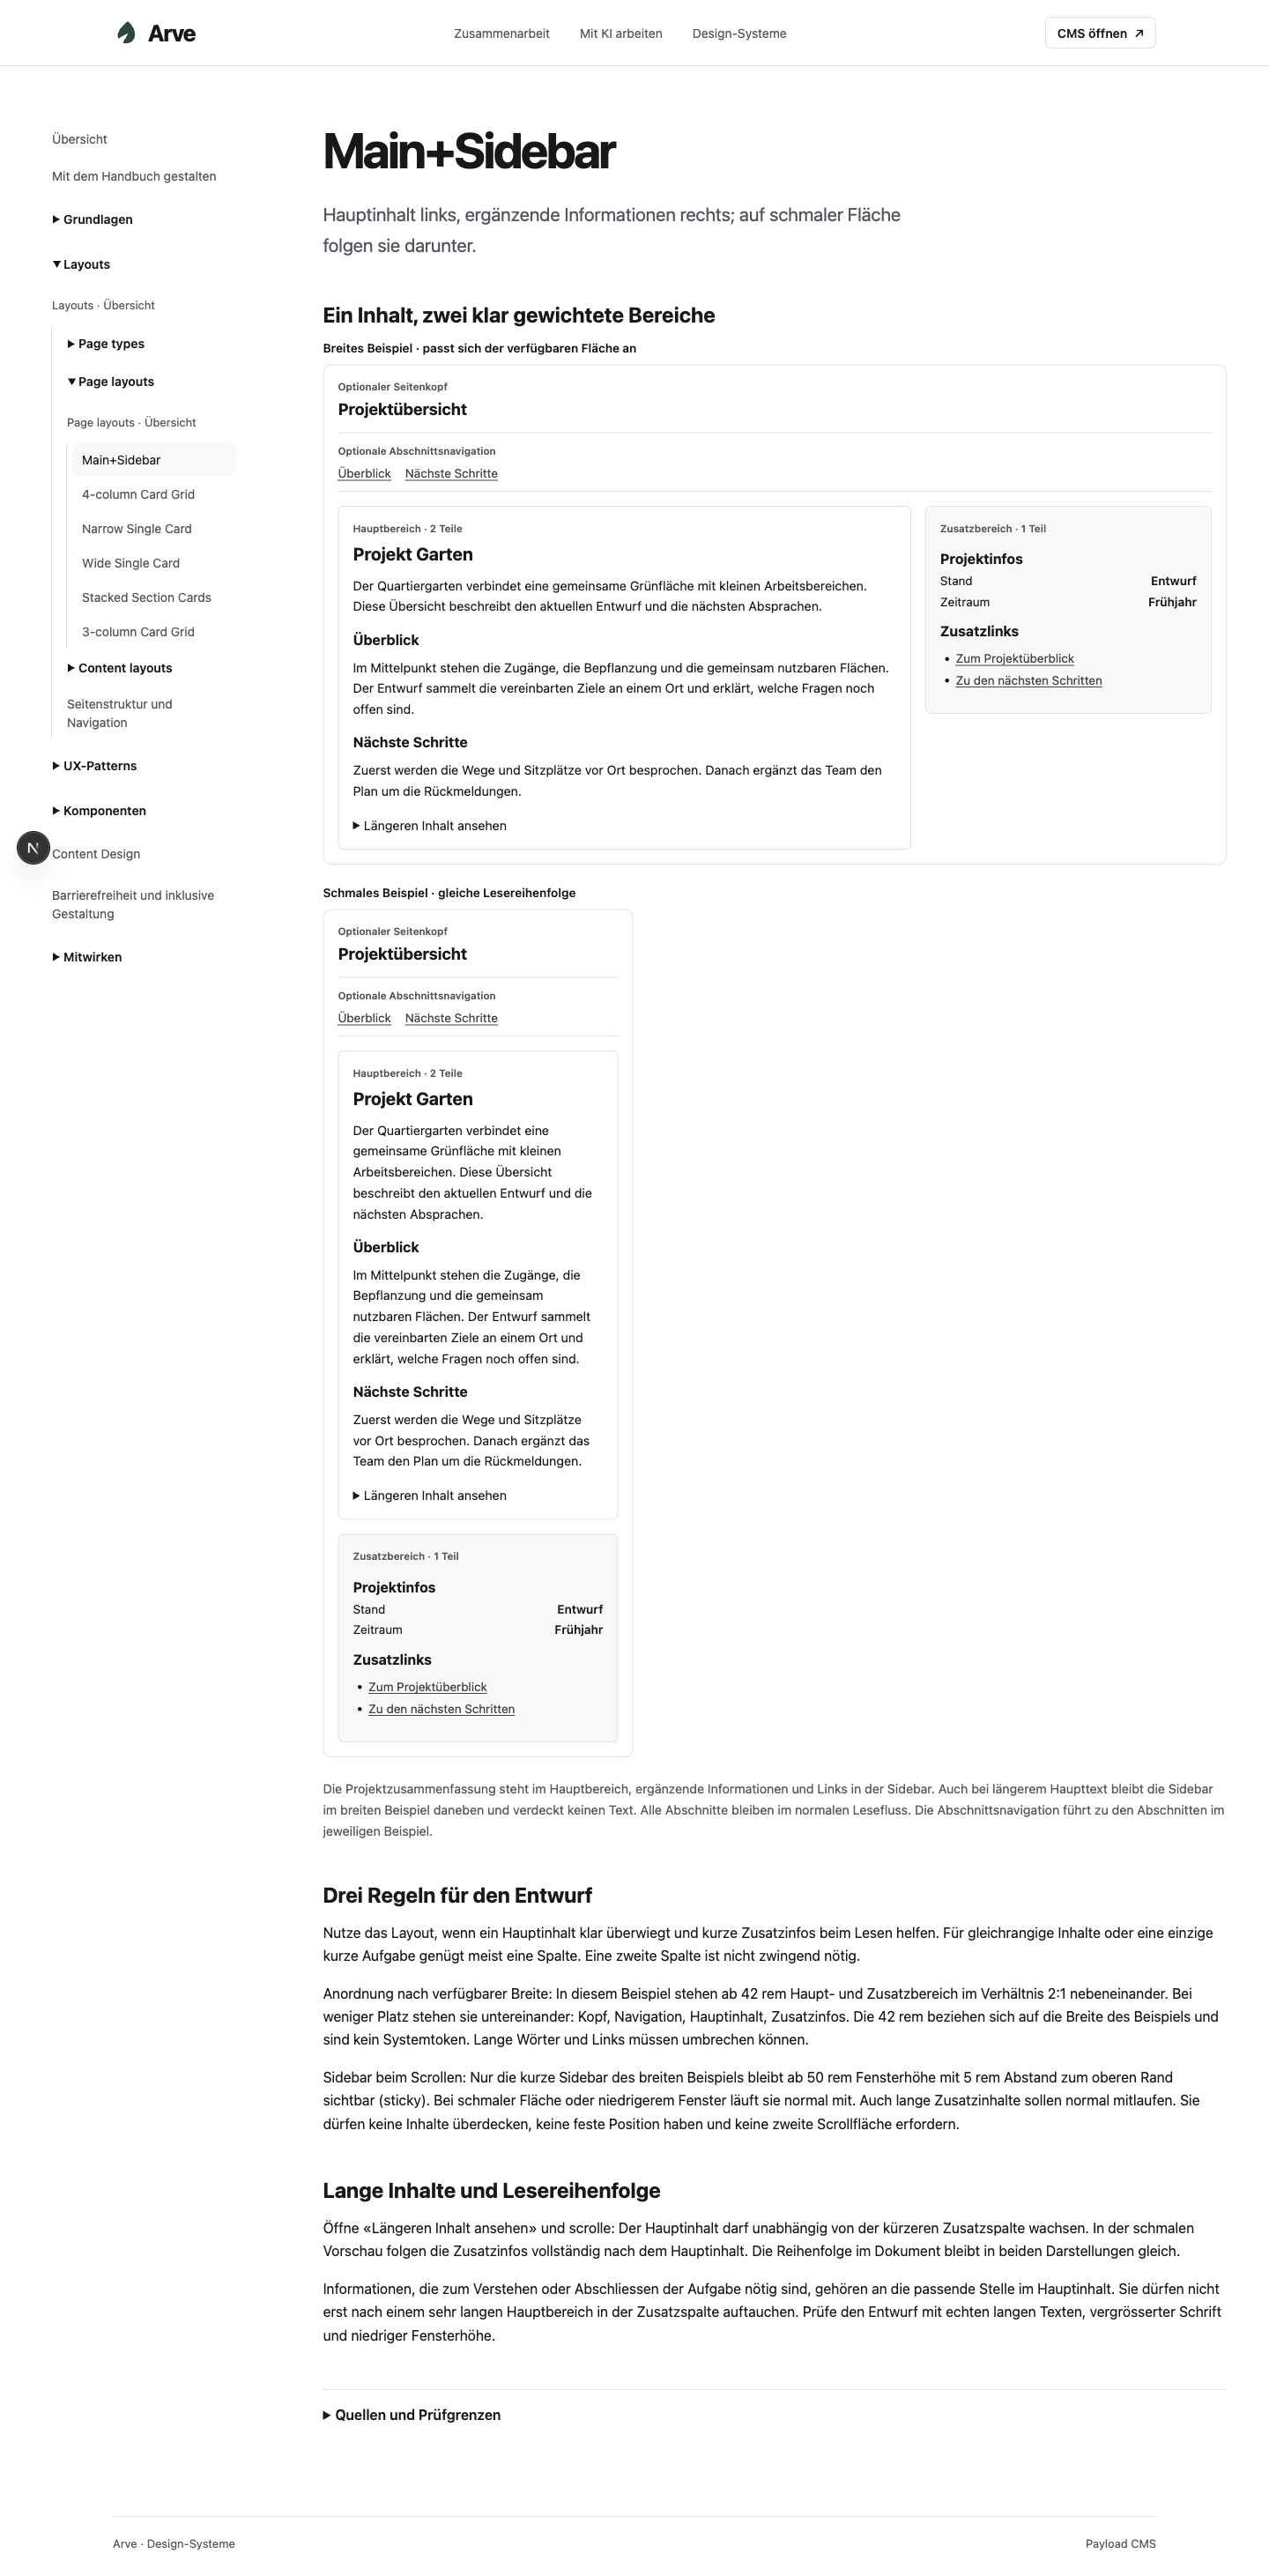 Arve
Zusammenarbeit
Mit KI arbeiten
Design-Systeme
CMS öffnen ↗
Übersicht
Mit dem Handbuch gestalten
Grundlagen
Layouts
Layouts · Übersicht
Page types
Page layouts
Page layouts · Übersicht
Main+Sidebar
4-column Card Grid
Narrow Single Card
Wide Single Card
Stacked Section Cards
3-column Card Grid
Content layouts
Seitenstruktur und
Navigation
UX-Patterns
Komponenten
N
Content Design
Barrierefreiheit und inklusive
Gestaltung
Mitwirken
Main+Sidebar
Hauptinhalt links, ergänzende Informationen rechts; auf schmaler Fläche
folgen sie darunter.
Ein Inhalt, zwei klar gewichtete Bereiche
Breites Beispiel · passt sich der verfügbaren Fläche an
Optionaler Seitenkopf
Projektübersicht
Optionale Abschnittsnavigation
Überblick Nächste Schritte
Hauptbereich · 2 Teile
Projekt Garten
Der Quartiergarten verbindet eine gemeinsame Grünfläche mit kleinen Arbeitsbereichen.
Diese Übersicht beschreibt den aktuellen Entwurf und die nächsten Absprachen.
Überblick
Im Mittelpunkt stehen die Zugänge, die Bepflanzung und die gemeinsam nutzbaren Flächen.
Der Entwurf sammelt die vereinbarten Ziele an einem Ort und erklärt, welche Fragen noch
offen sind.
Nächste Schritte
Zuerst werden die Wege und Sitzplätze vor Ort besprochen. Danach ergänzt das Team den
Plan um die Rückmeldungen.
Längeren Inhalt ansehen
Zusatzbereich · 1 Teil
Projektinfos
Stand Entwurf
Zeitraum Frühjahr
Zusatzlinks
• Zum Projektüberblick
• Zu den nächsten Schritten
Schmales Beispiel · gleiche Lesereihenfolge
Optionaler Seitenkopf
Projektübersicht
Optionale Abschnittsnavigation
Überblick Nächste Schritte
Hauptbereich · 2 Teile
Projekt Garten
Der Quartiergarten verbindet eine
gemeinsame Grünfläche mit kleinen
Arbeitsbereichen. Diese Übersicht
beschreibt den aktuellen Entwurf und die
nächsten Absprachen.
Überblick
Im Mittelpunkt stehen die Zugänge, die
Bepflanzung und die gemeinsam
nutzbaren Flächen. Der Entwurf sammelt
die vereinbarten Ziele an einem Ort und
erklärt, welche Fragen noch offen sind.
Nächste Schritte
Zuerst werden die Wege und Sitzplätze
vor Ort besprochen. Danach ergänzt das
Team den Plan um die Rückmeldungen.
Längeren Inhalt ansehen
Zusatzbereich · 1 Teil
Projektinfos
Stand Entwurf
Zeitraum Frühjahr
Zusatzlinks
• Zum Projektüberblick
• Zu den nächsten Schritten
Die Projektzusammenfassung steht im Hauptbereich, ergänzende Informationen und Links in der Sidebar. Auch bei längerem Haupttext bleibt die Sidebar
im breiten Beispiel daneben und verdeckt keinen Text. Alle Abschnitte bleiben im normalen Lesefluss. Die Abschnittsnavigation führt zu den Abschnitten im
jeweiligen Beispiel.
Drei Regeln für den Entwurf
Nutze das Layout, wenn ein Hauptinhalt klar überwiegt und kurze Zusatzinfos beim Lesen helfen. Für gleichrangige Inhalte oder eine einzige
kurze Aufgabe genügt meist eine Spalte. Eine zweite Spalte ist nicht zwingend nötig.
Anordnung nach verfügbarer Breite: In diesem Beispiel stehen ab 42 rem Haupt- und Zusatzbereich im Verhältnis 2:1 nebeneinander. Bei
weniger Platz stehen sie untereinander: Kopf, Navigation, Hauptinhalt, Zusatzinfos. Die 42 rem beziehen sich auf die Breite des Beispiels und
sind kein Systemtoken. Lange Wörter und Links müssen umbrechen können.
Sidebar beim Scrollen: Nur die kurze Sidebar des breiten Beispiels bleibt ab 50 rem Fensterhöhe mit 5 rem Abstand zum oberen Rand
sichtbar (sticky). Bei schmaler Fläche oder niedrigerem Fenster läuft sie normal mit. Auch lange Zusatzinhalte sollen normal mitlaufen. Sie
dürfen keine Inhalte überdecken, keine feste Position haben und keine zweite Scrollfläche erfordern.
Lange Inhalte und Lesereihenfolge
Öffne «Längeren Inhalt ansehen» und scrolle: Der Hauptinhalt darf unabhängig von der kürzeren Zusatzspalte wachsen. In der schmalen
Vorschau folgen die Zusatzinfos vollständig nach dem Hauptinhalt. Die Reihenfolge im Dokument bleibt in beiden Darstellungen gleich.
Informationen, die zum Verstehen oder Abschliessen der Aufgabe nötig sind, gehören an die passende Stelle im Hauptinhalt. Sie dürfen nicht
erst nach einem sehr langen Hauptbereich in der Zusatzspalte auftauchen. Prüfe den Entwurf mit echten langen Texten, vergrösserter Schrift
und niedriger Fensterhöhe.
Quellen und Prüfgrenzen
Arve · Design-Systeme
Payload CMS